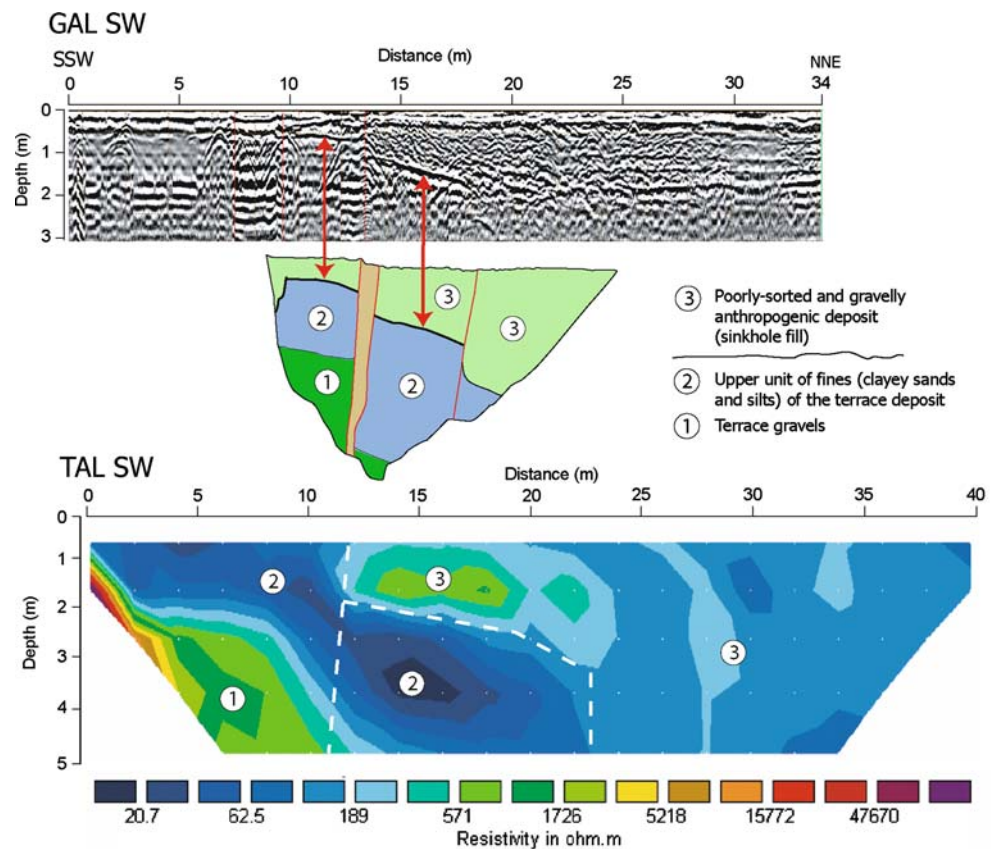 GAL SW
SSW
Distance (m)
NNE
0 5 10 15 20 25 30 34
Depth (m)
0
1
2
3
3
3
2
2
1
3 Poorly-sorted and gravelly
anthropogenic deposit
(sinkhole fill)
2 Upper unit of fines (clayey sands
and silts) of the terrace deposit
1 Terrace gravels
TAL SW
Distance (m)
0 5 10 15 20 25 30 35 40
Depth (m)
0
1
2
3
4
5
2
3
3
2
1
20.7 62.5 189 571 1726 5218 15772 47670
Resistivity in ohm.m